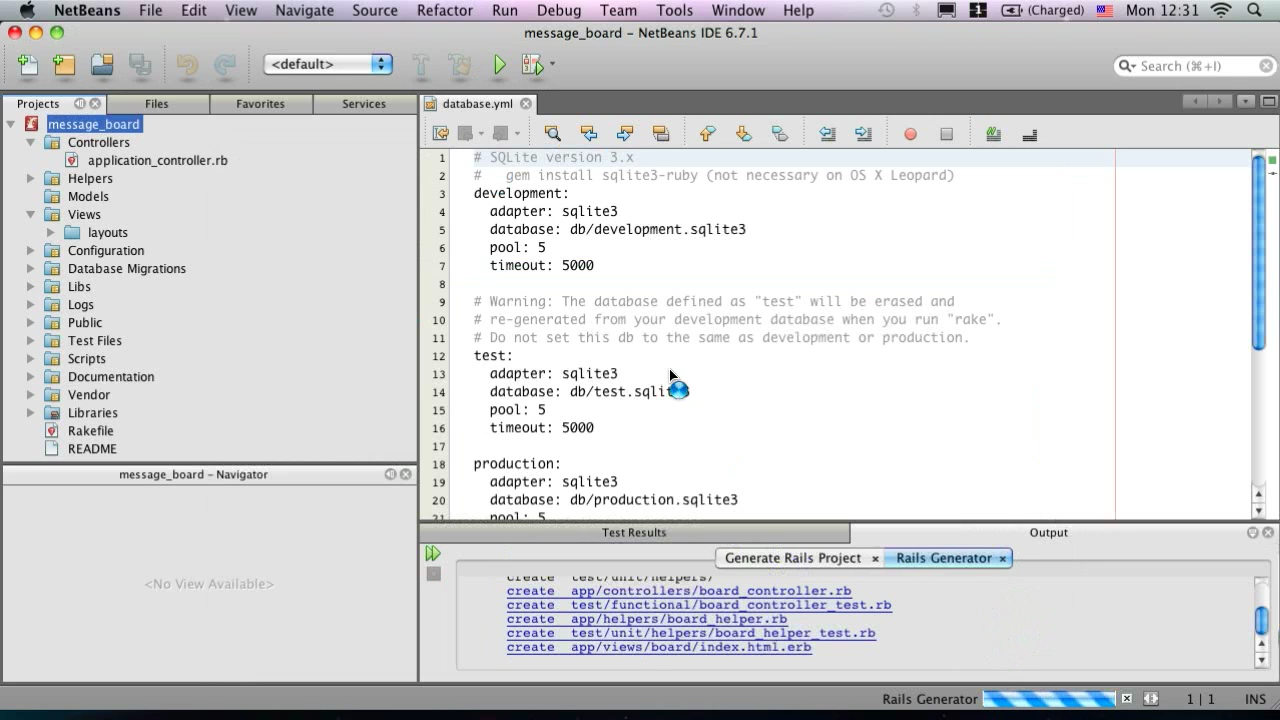 NetBeans File Edit View Navigate Source Refactor Run Debug Team Tools Window Help 1 (Charged) Mon 12:31
message_board – NetBeans IDE 6.7.1
<default> Search (⌘+I)
Projects Files Favorites Services database.yml
message_board
Controllers
application_controller.rb
Helpers
Models
Views
layouts
Configuration
Database Migrations
Libs
Logs
Public
Test Files
Scripts
Documentation
Vendor
Libraries
Rakefile
README
message_board – Navigator
<No View Available>
1 # SQLite version 3.x
2 #   gem install sqlite3-ruby (not necessary on OS X Leopard)
3 development:
4   adapter: sqlite3
5   database: db/development.sqlite3
6   pool: 5
7   timeout: 5000
8
9 # Warning: The database defined as "test" will be erased and
10 # re-generated from your development database when you run "rake".
11 # Do not set this db to the same as development or production.
12 test:
13   adapter: sqlite3
14   database: db/test.sqlite3
15   pool: 5
16   timeout: 5000
17
18 production:
19   adapter: sqlite3
20   database: db/production.sqlite3
21   pool: 5
Test Results Output
Generate Rails Project × Rails Generator ×
create  test/unit/helpers/
create  app/controllers/board_controller.rb
create  test/functional/board_controller_test.rb
create  app/helpers/board_helper.rb
create  test/unit/helpers/board_helper_test.rb
create  app/views/board/index.html.erb
Rails Generator 1 | 1 INS